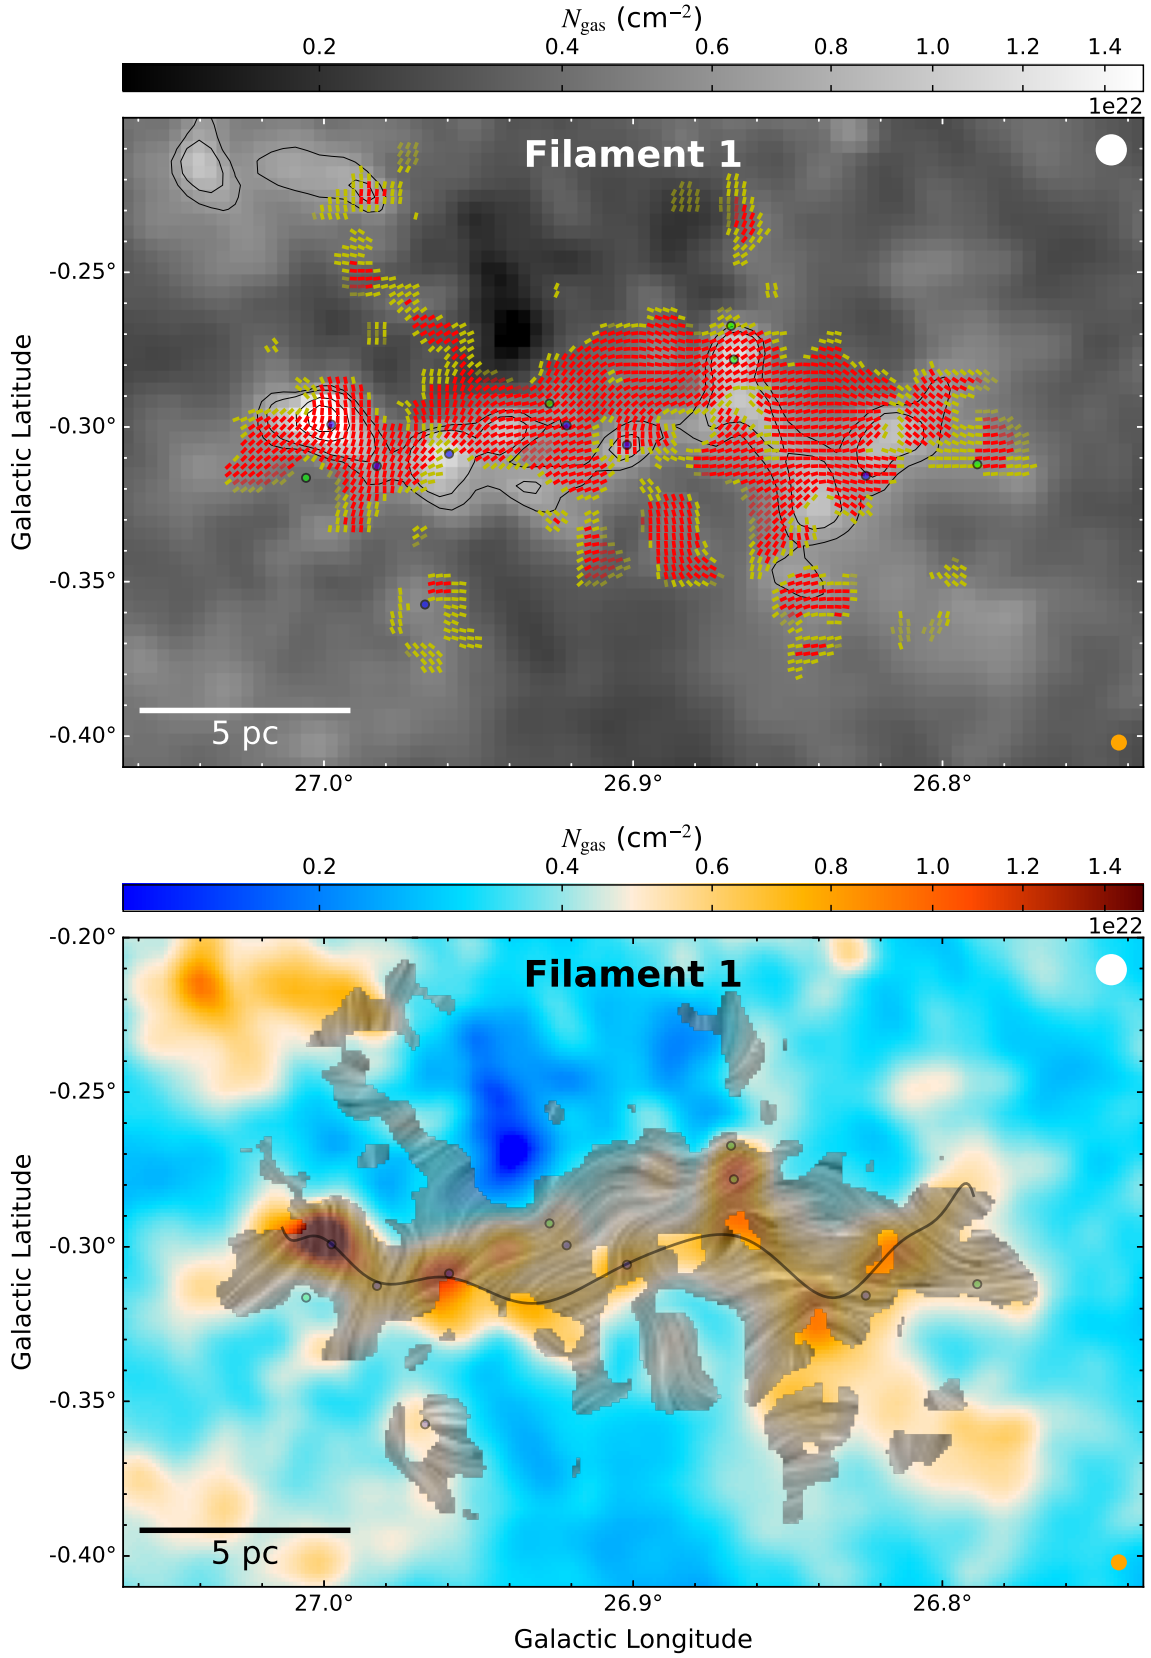 N_gas (cm⁻²)
0.2 0.4 0.6 0.8 1.0 1.2 1.4
1e22
Filament 1
-0.25°
-0.30°
-0.35°
-0.40°
Galactic Latitude
5 pc
27.0° 26.9° 26.8°
N_gas (cm⁻²)
0.2 0.4 0.6 0.8 1.0 1.2 1.4
1e22
-0.20°
Filament 1
-0.25°
-0.30°
-0.35°
-0.40°
Galactic Latitude
5 pc
27.0° 26.9° 26.8°
Galactic Longitude